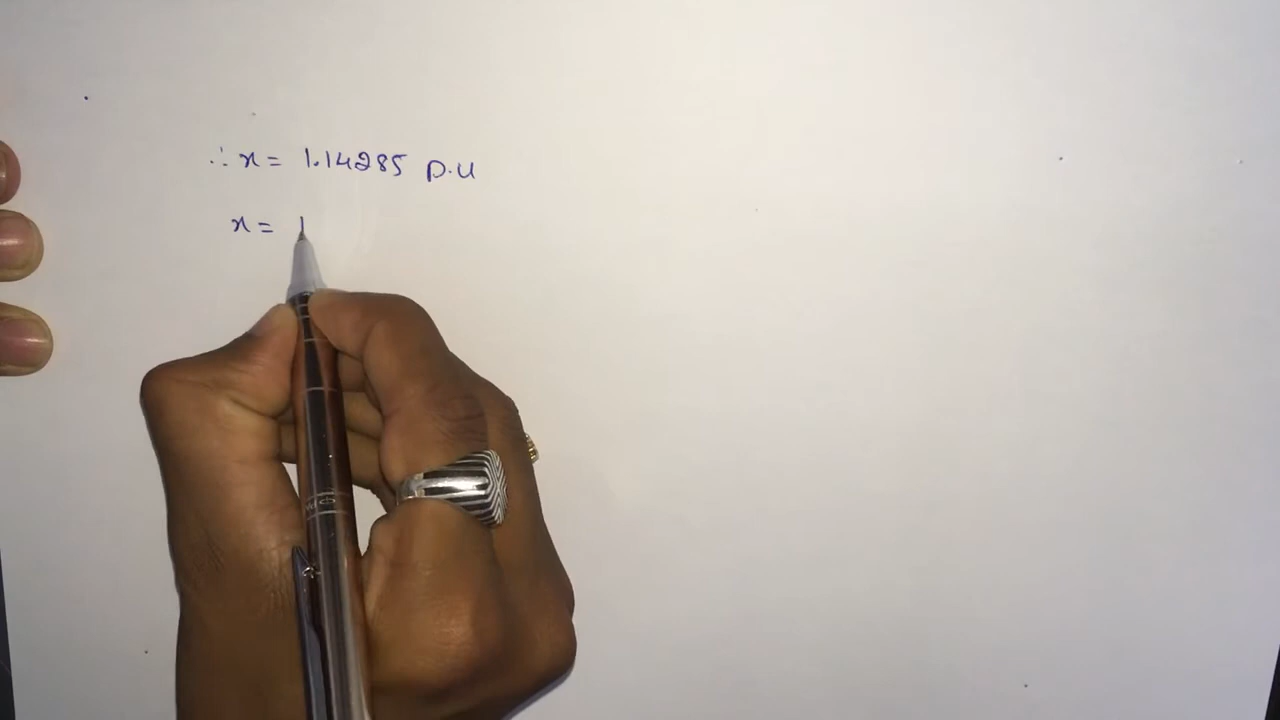 ∴ x = 1.14285 P.U
x = 1